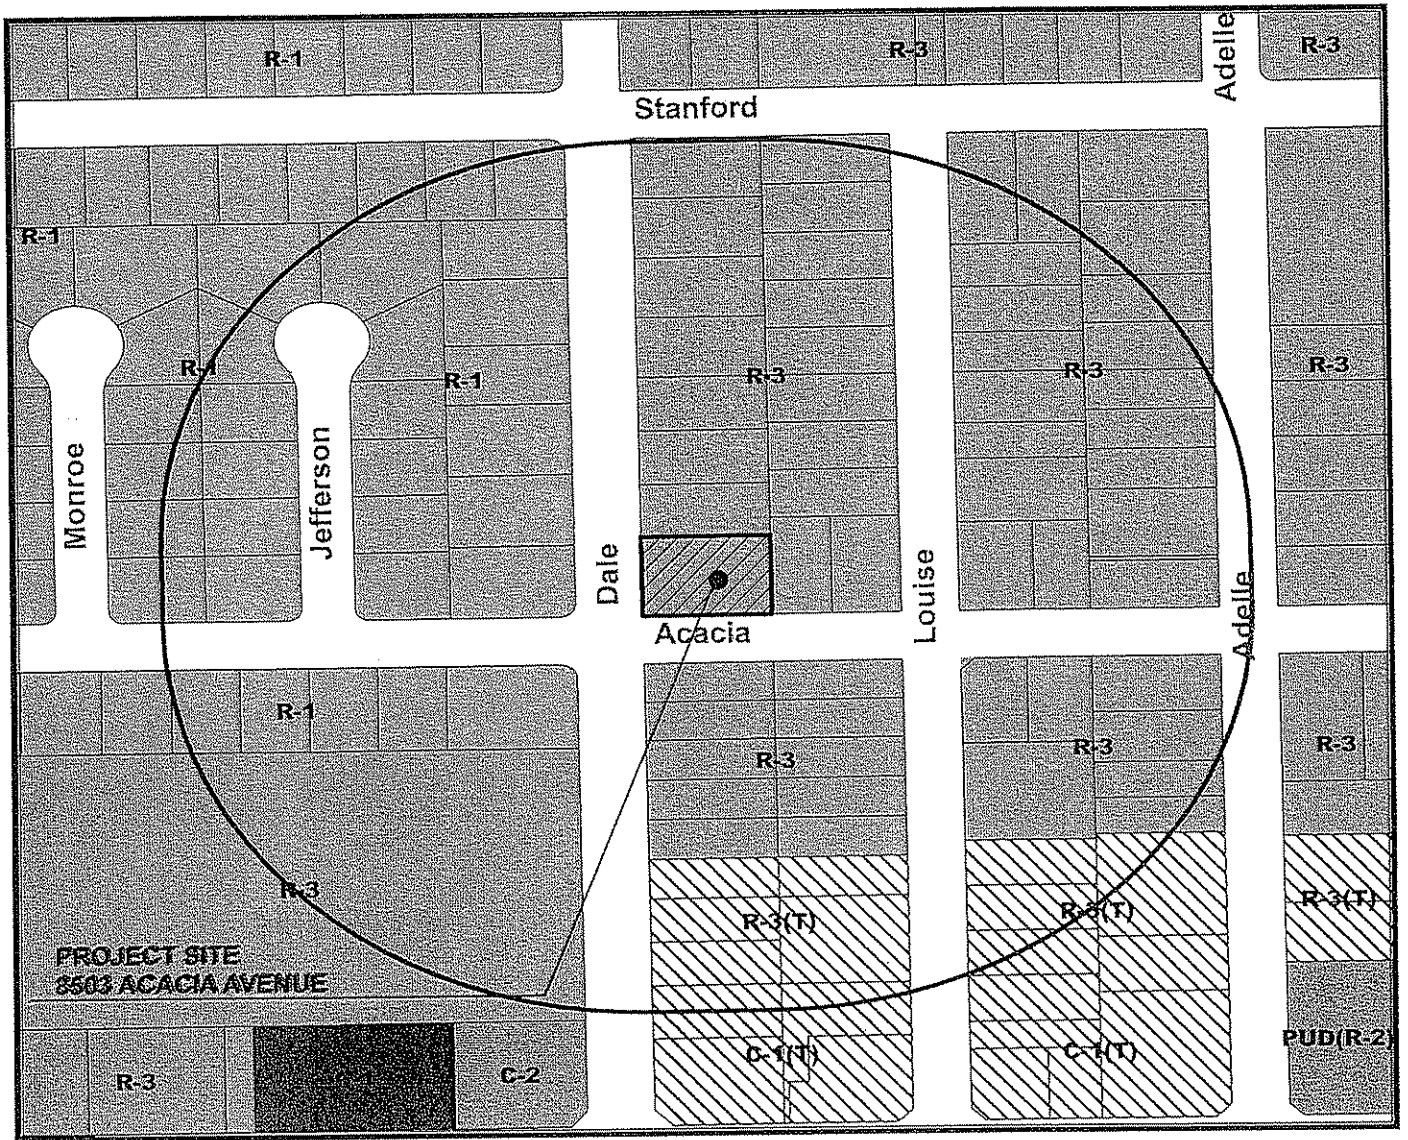 R-1
R-3
Adelle
R-3
Stanford
R-1
R-1
R-1
R-3
R-3
R-3
Monroe
Jefferson
Dale
Acacia
Louise
Adelle
R-1
R-3
R-3
R-3
R-3
R-3(T)
R-3(T)
R-3(T)
PROJECT SITE
8503 ACACIA AVENUE
R-3
C-2
C-1(T)
C-1(T)
PUD(R-2)